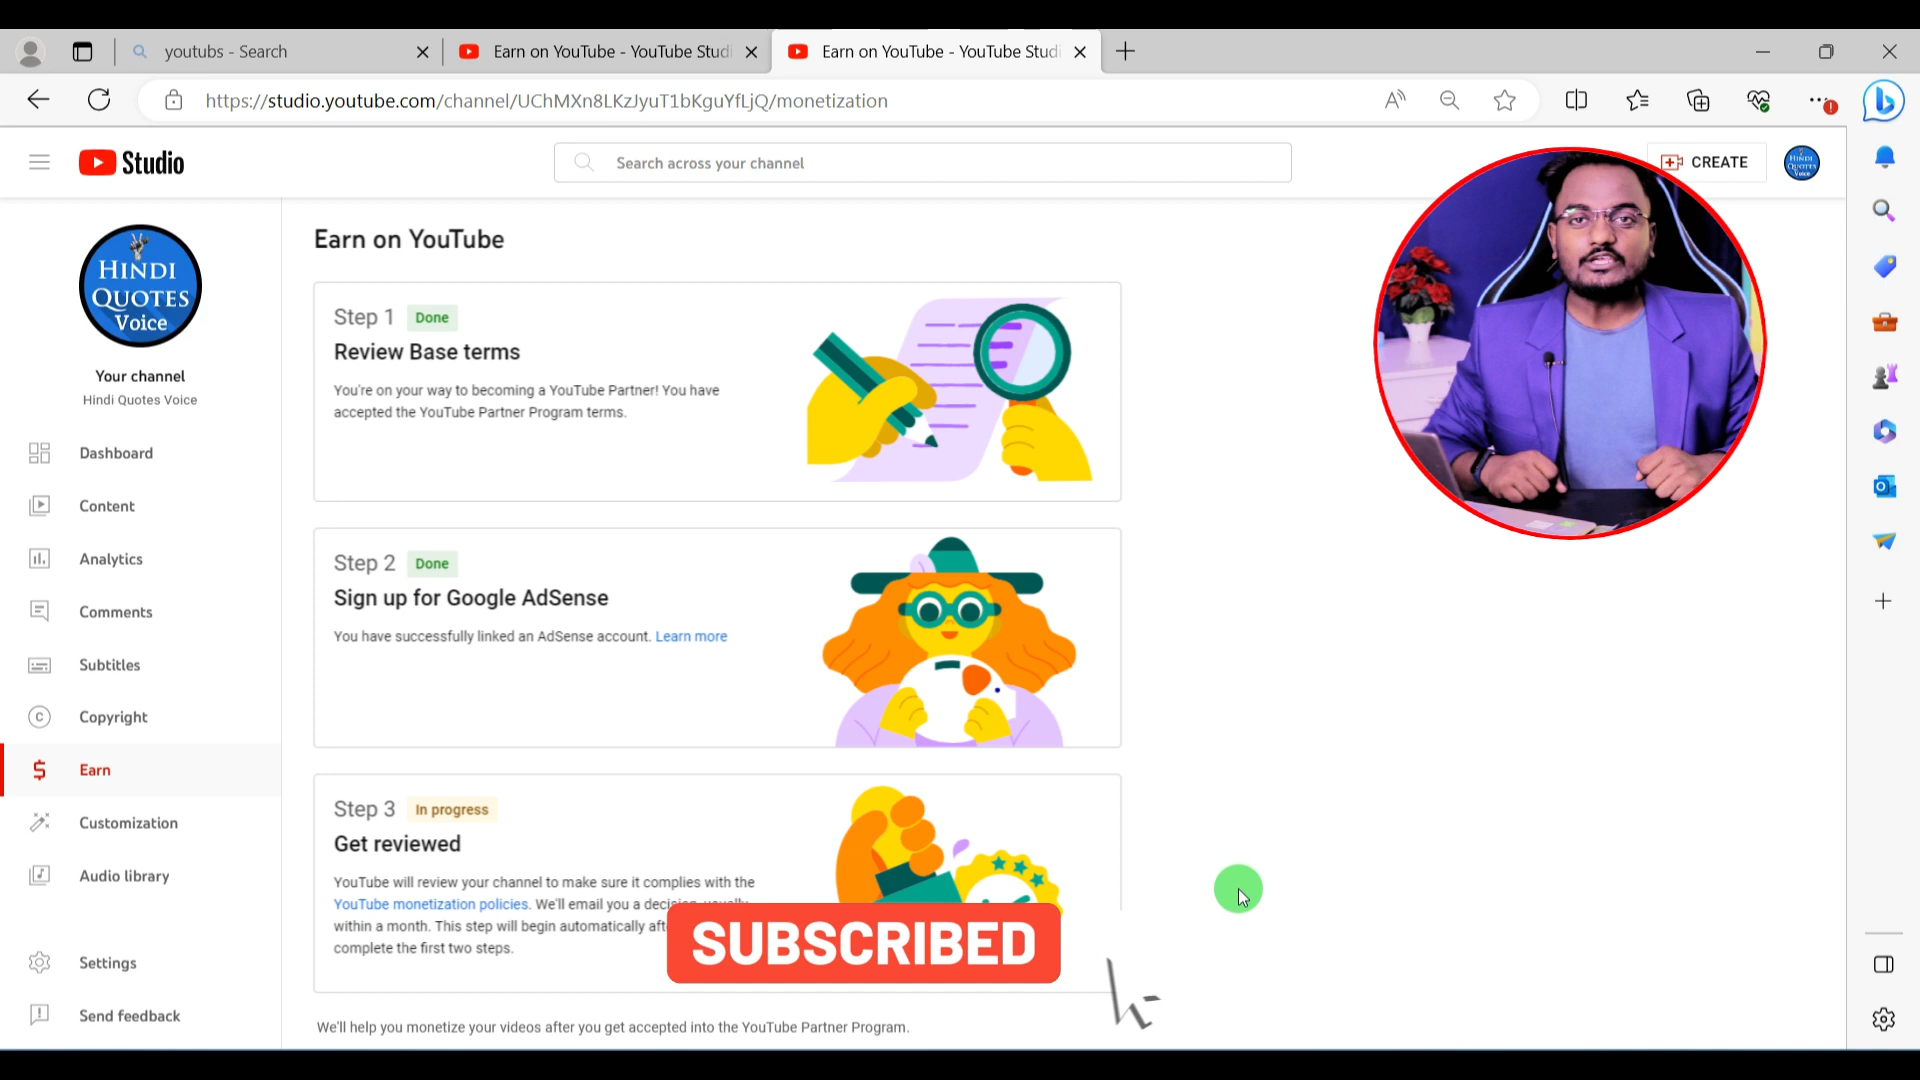 youtubs - Search
Earn on YouTube - YouTube Studi
Earn on YouTube - YouTube Studi
https://studio.youtube.com/channel/UChMXn8LKzJyuT1bKguYfLjQ/monetization
Studio
Search across your channel
CREATE
HINDI
QUOTES
Voice
HINDI
QUOTES
Voice
Your channel
Hindi Quotes Voice
Dashboard
Content
Analytics
Comments
Subtitles
Copyright
Earn
Customization
Audio library
Settings
Send feedback
Earn on YouTube
Step 1 Done
Review Base terms
You're on your way to becoming a YouTube Partner! You have
accepted the YouTube Partner Program terms.
Step 2 Done
Sign up for Google AdSense
You have successfully linked an AdSense account. Learn more
Step 3 In progress
Get reviewed
YouTube will review your channel to make sure it complies with the
YouTube monetization policies. We'll email you a decision, usually
within a month. This step will begin automatically aft
complete the first two steps.
SUBSCRIBED
We'll help you monetize your videos after you get accepted into the YouTube Partner Program.